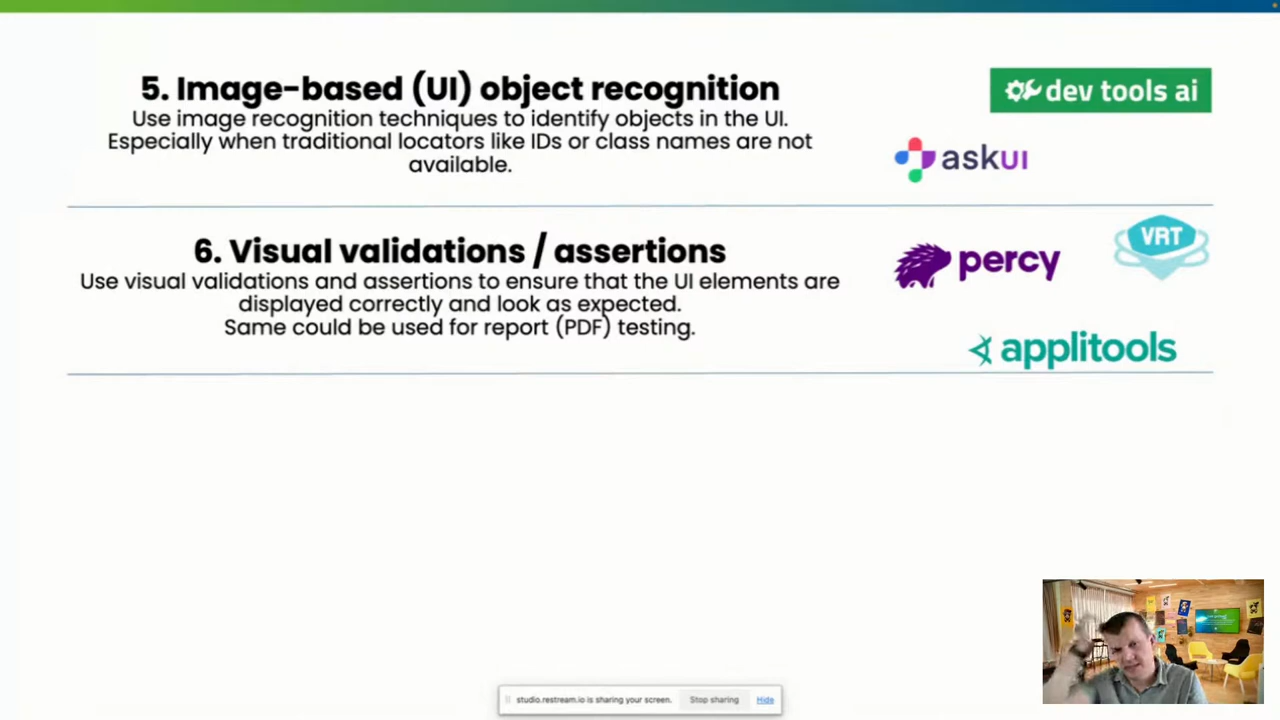 5. Image-based (UI) object recognition
Use image recognition techniques to identify objects in the UI.
Especially when traditional locators like IDs or class names are not
available.
dev tools ai
askUI
6. Visual validations / assertions
Use visual validations and assertions to ensure that the UI elements are
displayed correctly and look as expected.
Same could be used for report (PDF) testing.
percy
VRT
applitools
studio.restream.io is sharing your screen.
Stop sharing
Hide